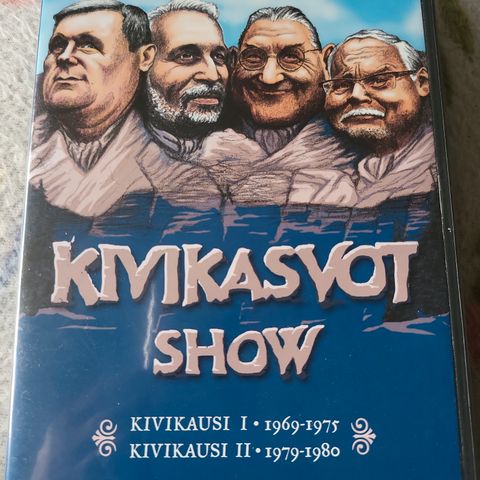 KIVIKASVOT
SHOW
KIVIKAUSI I • 1969-1975
KIVIKAUSI II • 1979-1980